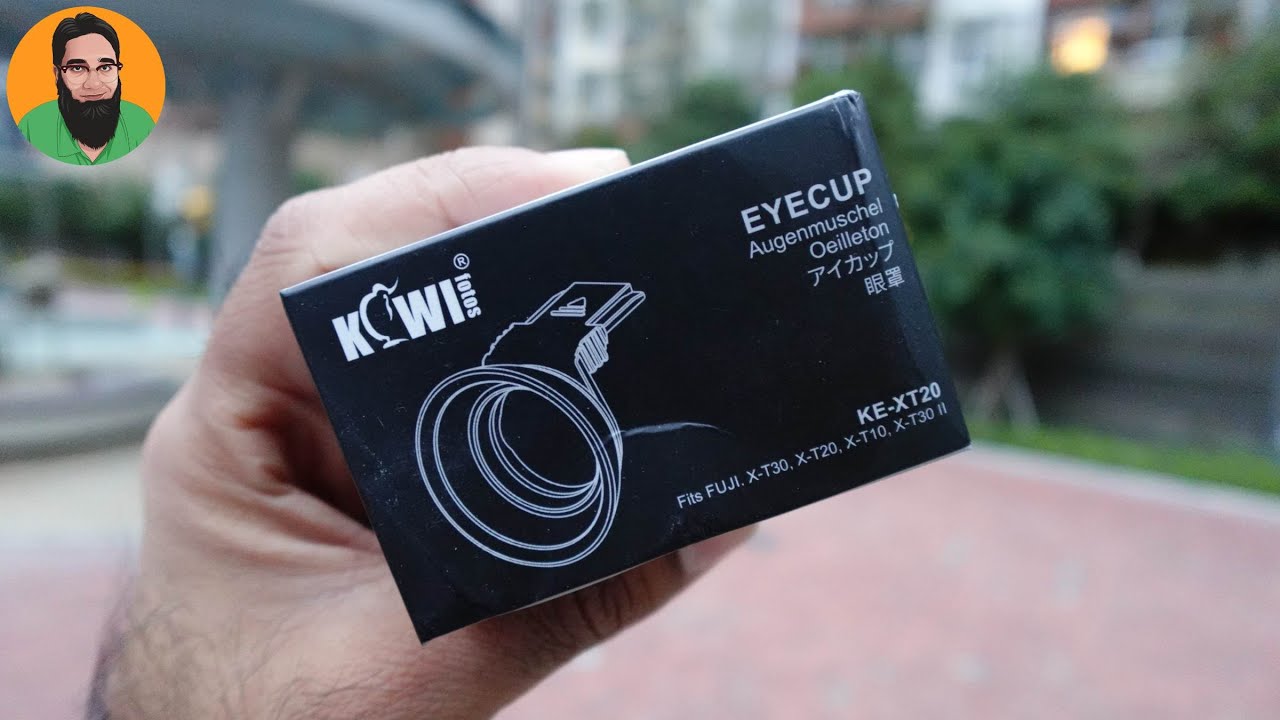 KIWI®
fotos
EYECUP
Augenmuschel
Oeilleton
アイカップ
眼罩
KE-XT20
Fits FUJI. X-T30, X-T20, X-T10, X-T30 II